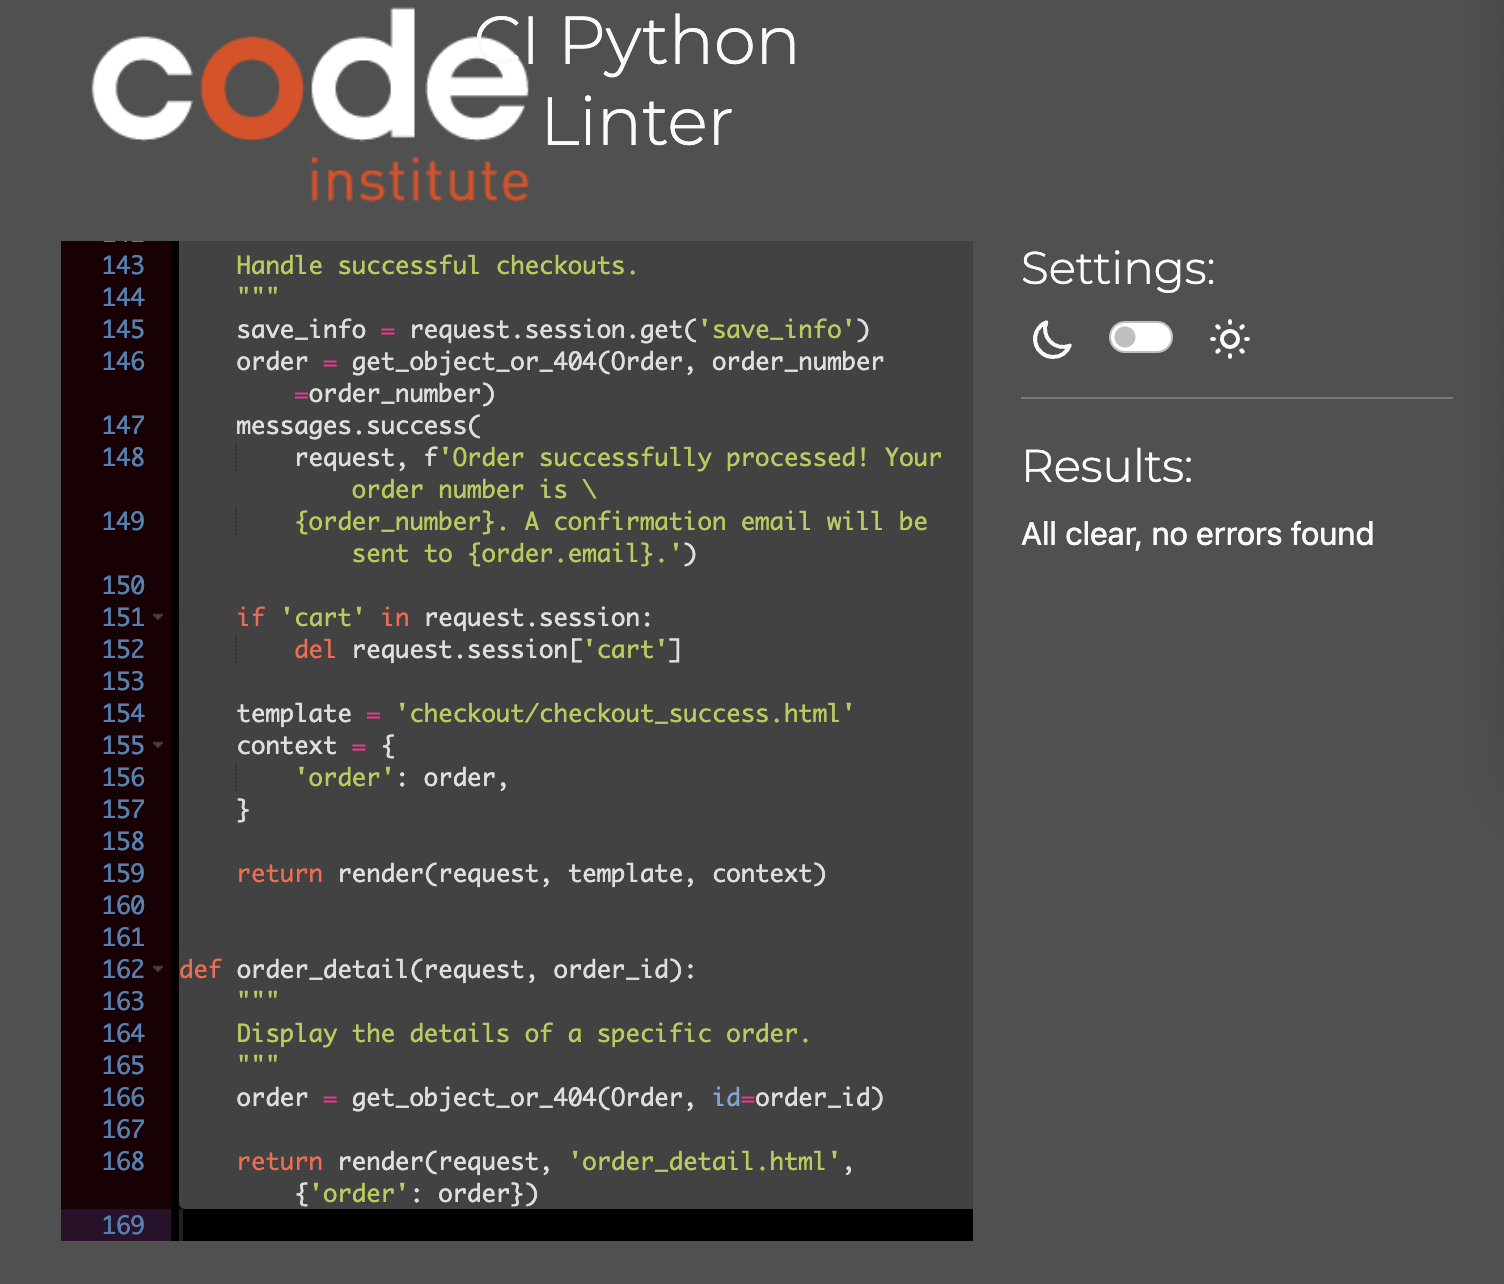 code
institute
CI Python
Linter
143     Handle successful checkouts.
144     """
145     save_info = request.session.get('save_info')
146     order = get_object_or_404(Order, order_number
        =order_number)
147     messages.success(
148         request, f'Order successfully processed! Your
            order number is \
149         {order_number}. A confirmation email will be
            sent to {order.email}.')
150
151     if 'cart' in request.session:
152         del request.session['cart']
153
154     template = 'checkout/checkout_success.html'
155     context = {
156         'order': order,
157     }
158
159     return render(request, template, context)
160
161
162 def order_detail(request, order_id):
163     """
164     Display the details of a specific order.
165     """
166     order = get_object_or_404(Order, id=order_id)
167
168     return render(request, 'order_detail.html',
        {'order': order})
169
Settings:
Results:
All clear, no errors found